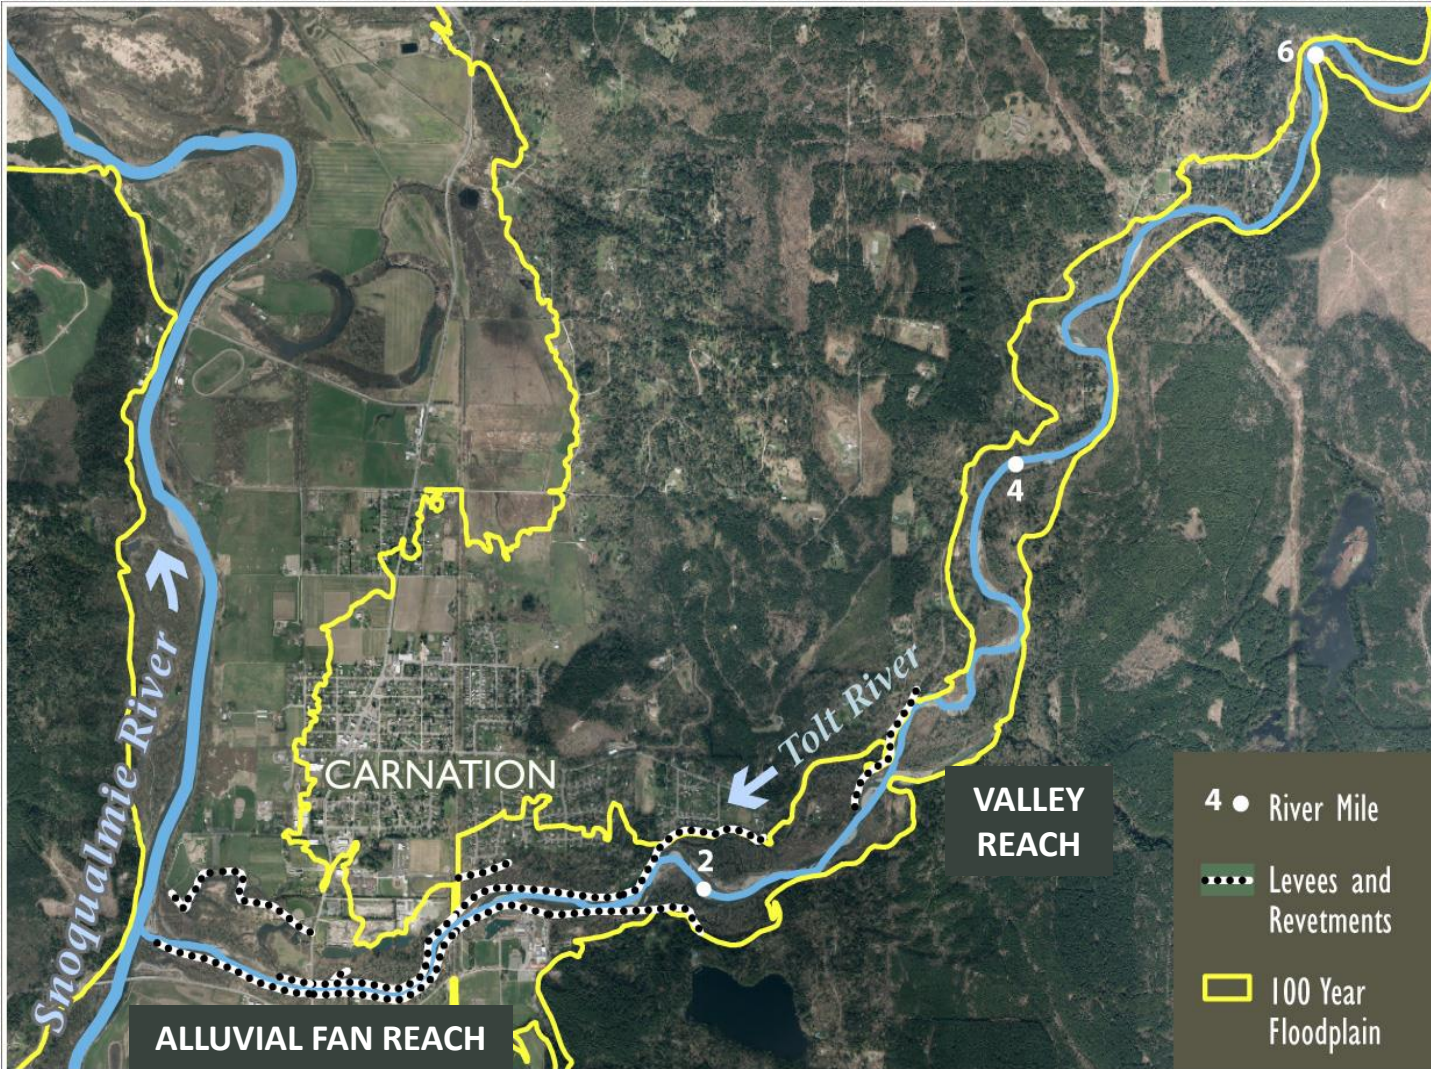 6
4
Tolt River
Snoqualmie River
CARNATION
VALLEY
REACH
2
ALLUVIAL FAN REACH
4 River Mile
Levees and
Revetments
100 Year
Floodplain